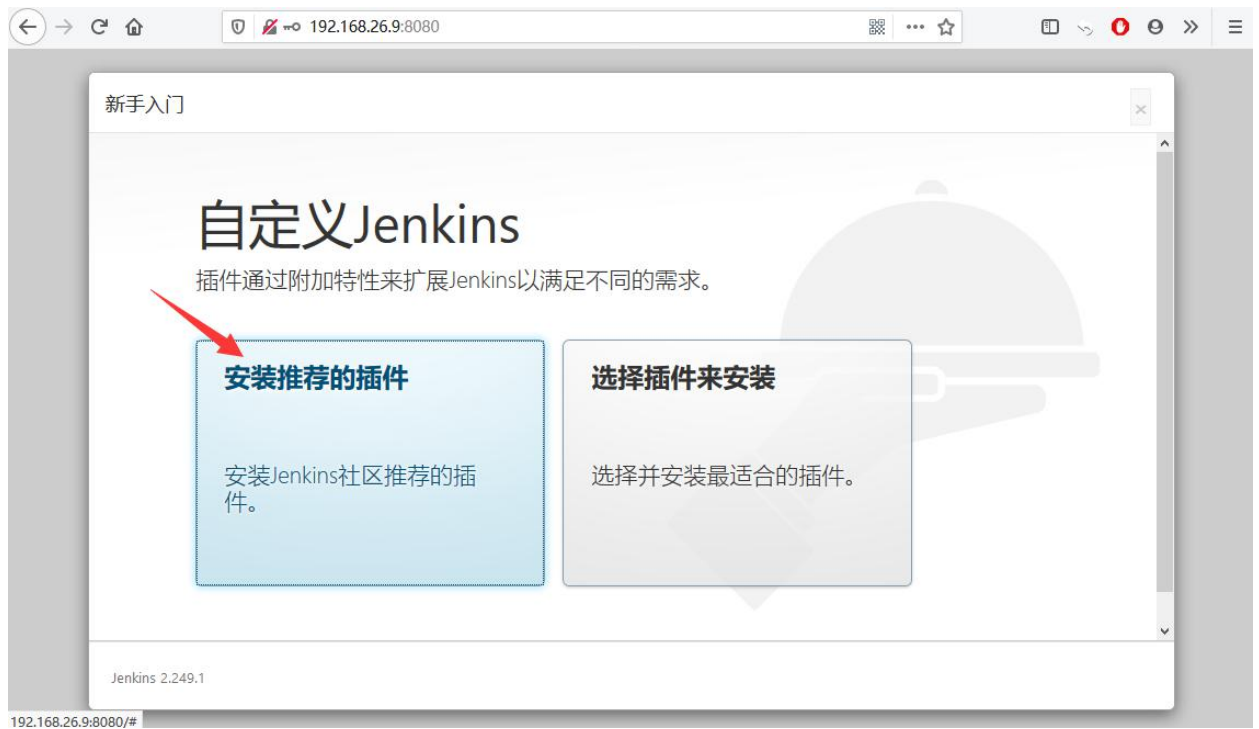 192.168.26.9:8080
新手入门
自定义Jenkins
插件通过附加特性来扩展Jenkins以满足不同的需求。
安装推荐的插件
安装Jenkins社区推荐的插
件。
选择插件来安装
选择并安装最适合的插件。
Jenkins 2.249.1
192.168.26.9:8080/#